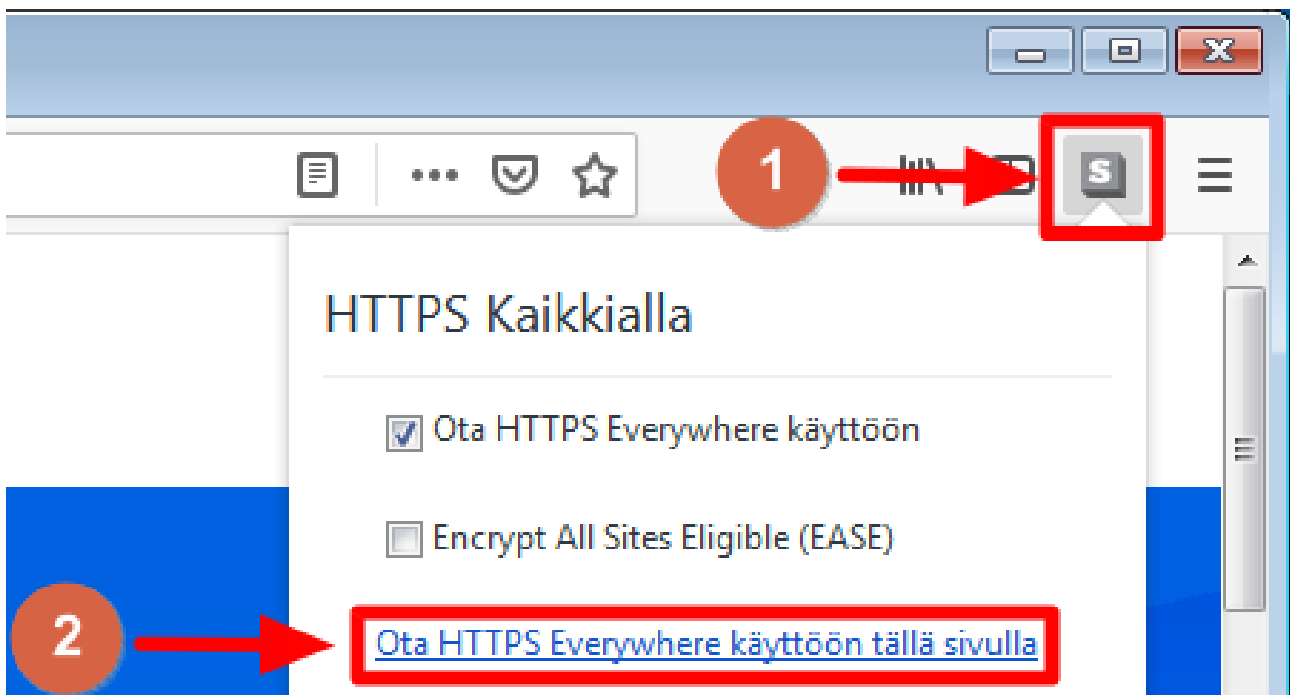 1
S
HTTPS Kaikkialla
Ota HTTPS Everywhere käyttöön
Encrypt All Sites Eligible (EASE)
2
Ota HTTPS Everywhere käyttöön tällä sivulla